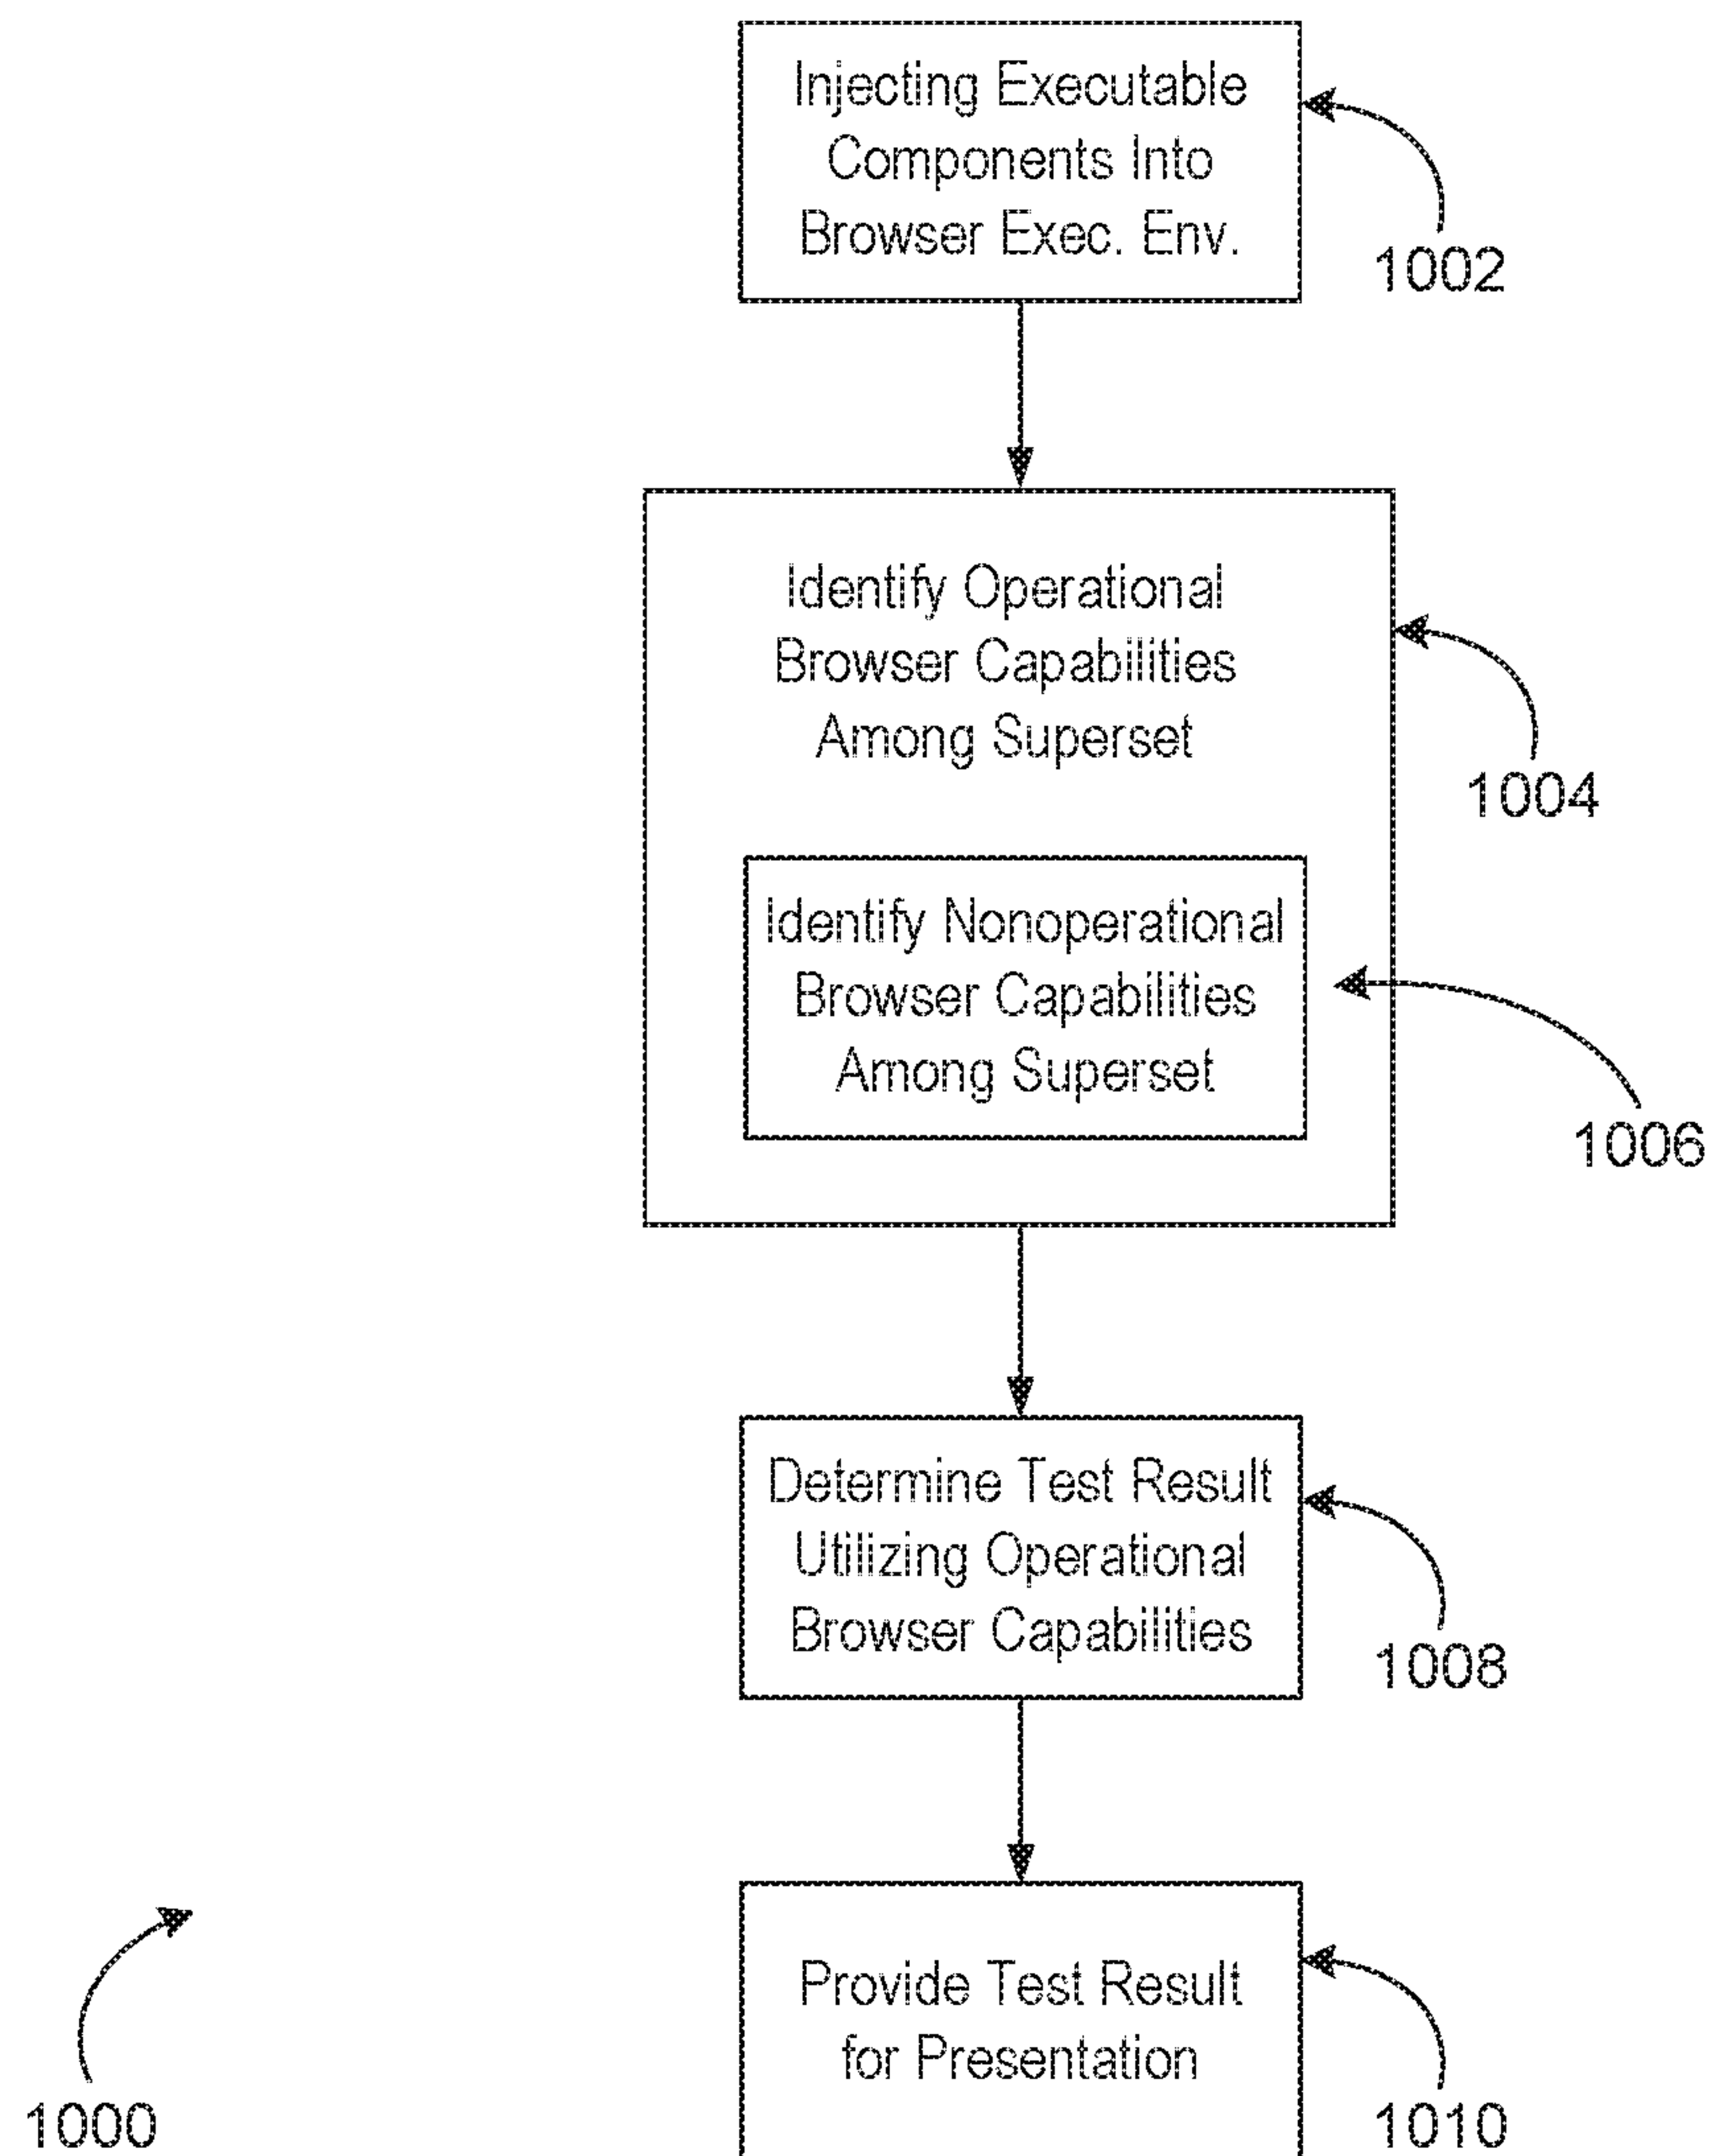 Injecting Executable
Components Into
Browser Exec. Env.
1002
Identify Operational
Browser Capabilities
Among Superset
1004
Identify Nonoperational
Browser Capabilities
Among Superset
1006
Determine Test Result
Utilizing Operational
Browser Capabilities
1008
Provide Test Result
for Presentation
1000
1010